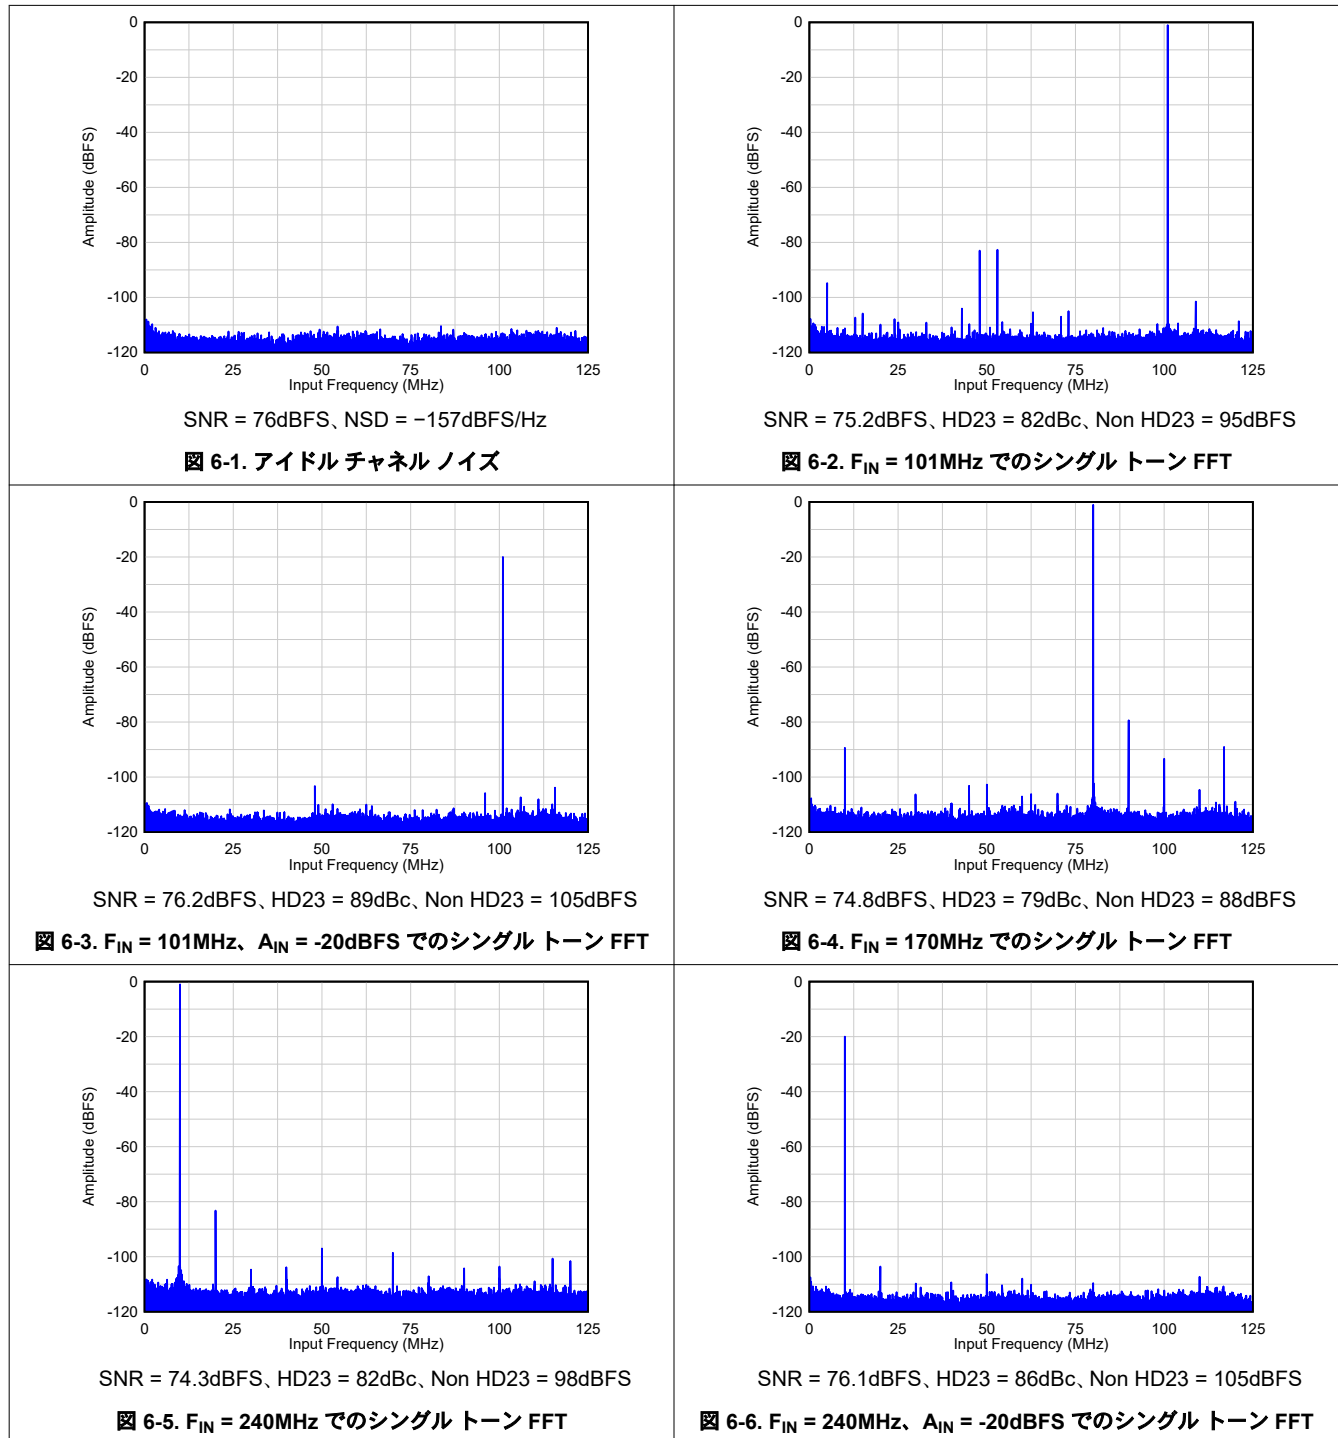 0
-20
-40
-60
-80
-100
-120
Amplitude (dBFS)
0 25 50 75 100 125
Input Frequency (MHz)
SNR = 76dBFS、NSD = −157dBFS/Hz
図 6-1. アイドル チャネル ノイズ
0
-20
-40
-60
-80
-100
-120
Amplitude (dBFS)
0 25 50 75 100 125
Input Frequency (MHz)
SNR = 75.2dBFS、HD23 = 82dBc、Non HD23 = 95dBFS
図 6-2. FIN = 101MHz でのシングル トーン FFT
0
-20
-40
-60
-80
-100
-120
Amplitude (dBFS)
0 25 50 75 100 125
Input Frequency (MHz)
SNR = 76.2dBFS、HD23 = 89dBc、Non HD23 = 105dBFS
図 6-3. FIN = 101MHz、AIN = -20dBFS でのシングル トーン FFT
0
-20
-40
-60
-80
-100
-120
Amplitude (dBFS)
0 25 50 75 100 125
Input Frequency (MHz)
SNR = 74.8dBFS、HD23 = 79dBc、Non HD23 = 88dBFS
図 6-4. FIN = 170MHz でのシングル トーン FFT
0
-20
-40
-60
-80
-100
-120
Amplitude (dBFS)
0 25 50 75 100 125
Input Frequency (MHz)
SNR = 74.3dBFS、HD23 = 82dBc、Non HD23 = 98dBFS
図 6-5. FIN = 240MHz でのシングル トーン FFT
0
-20
-40
-60
-80
-100
-120
Amplitude (dBFS)
0 25 50 75 100 125
Input Frequency (MHz)
SNR = 76.1dBFS、HD23 = 86dBc、Non HD23 = 105dBFS
図 6-6. FIN = 240MHz、AIN = -20dBFS でのシングル トーン FFT